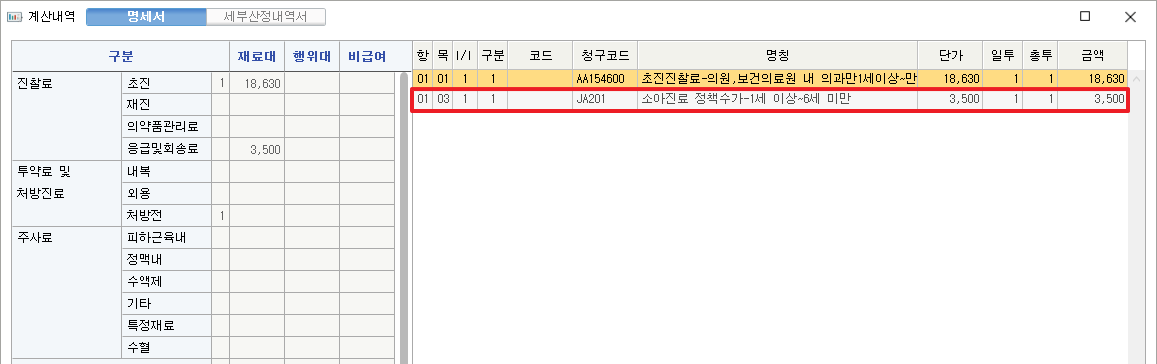 계산내역 명세서 세부산정내역서
구분 재료대 행위대 비급여
진찰료 초진 1 18,630
재진
의약품관리료
응급및회송료 3,500
투약료 및 내복
처방진료 외용
처방전 1
주사료 피하근육내
정맥내
수액제
기타
특정재료
수혈
항 목 I/I 구분 코드 청구코드 명칭 단가 일투 총투 금액
01 01 1 1 AA154600 초진진찰료-의원,보건의료원 내 의과만1세이상~만 18,630 1 1 18,630
01 03 1 1 JA201 소아진료 정책수가-1세 이상~6세 미만 3,500 1 1 3,500